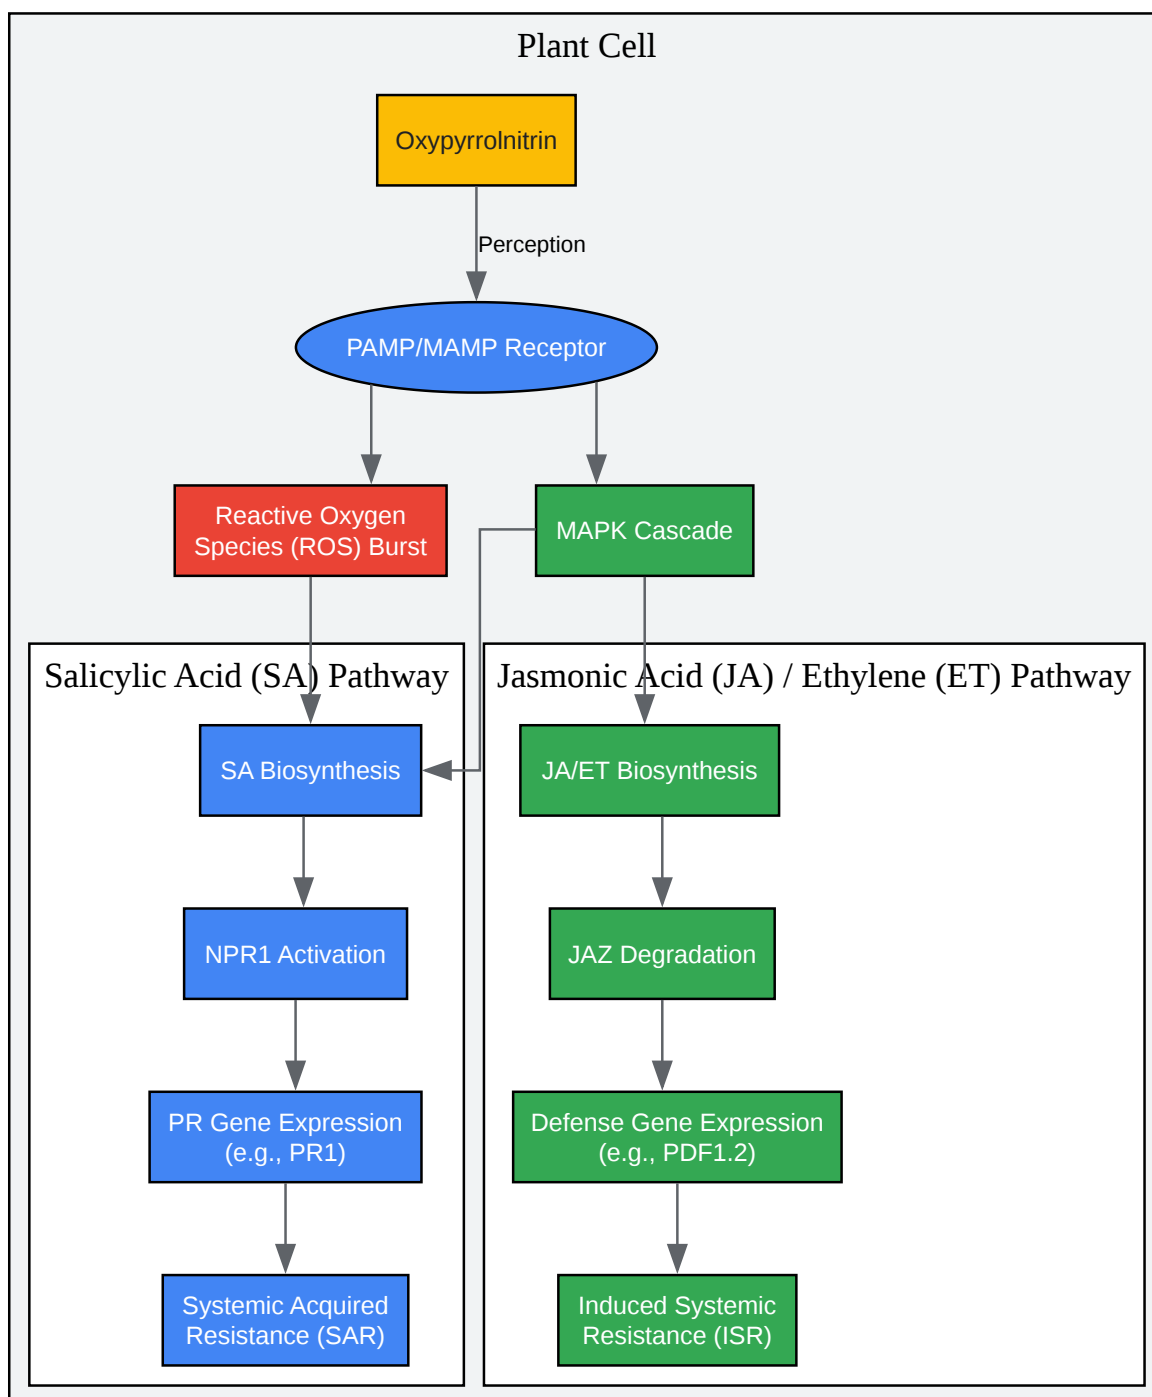 Plant Cell
Oxypyrrolnitrin
Perception
PAMP/MAMP Receptor
Reactive Oxygen
Species (ROS) Burst
MAPK Cascade
Salicylic Acid (SA) Pathway
Jasmonic Acid (JA) / Ethylene (ET) Pathway
SA Biosynthesis
JA/ET Biosynthesis
NPR1 Activation
JAZ Degradation
PR Gene Expression
(e.g., PR1)
Defense Gene Expression
(e.g., PDF1.2)
Systemic Acquired
Resistance (SAR)
Induced Systemic
Resistance (ISR)